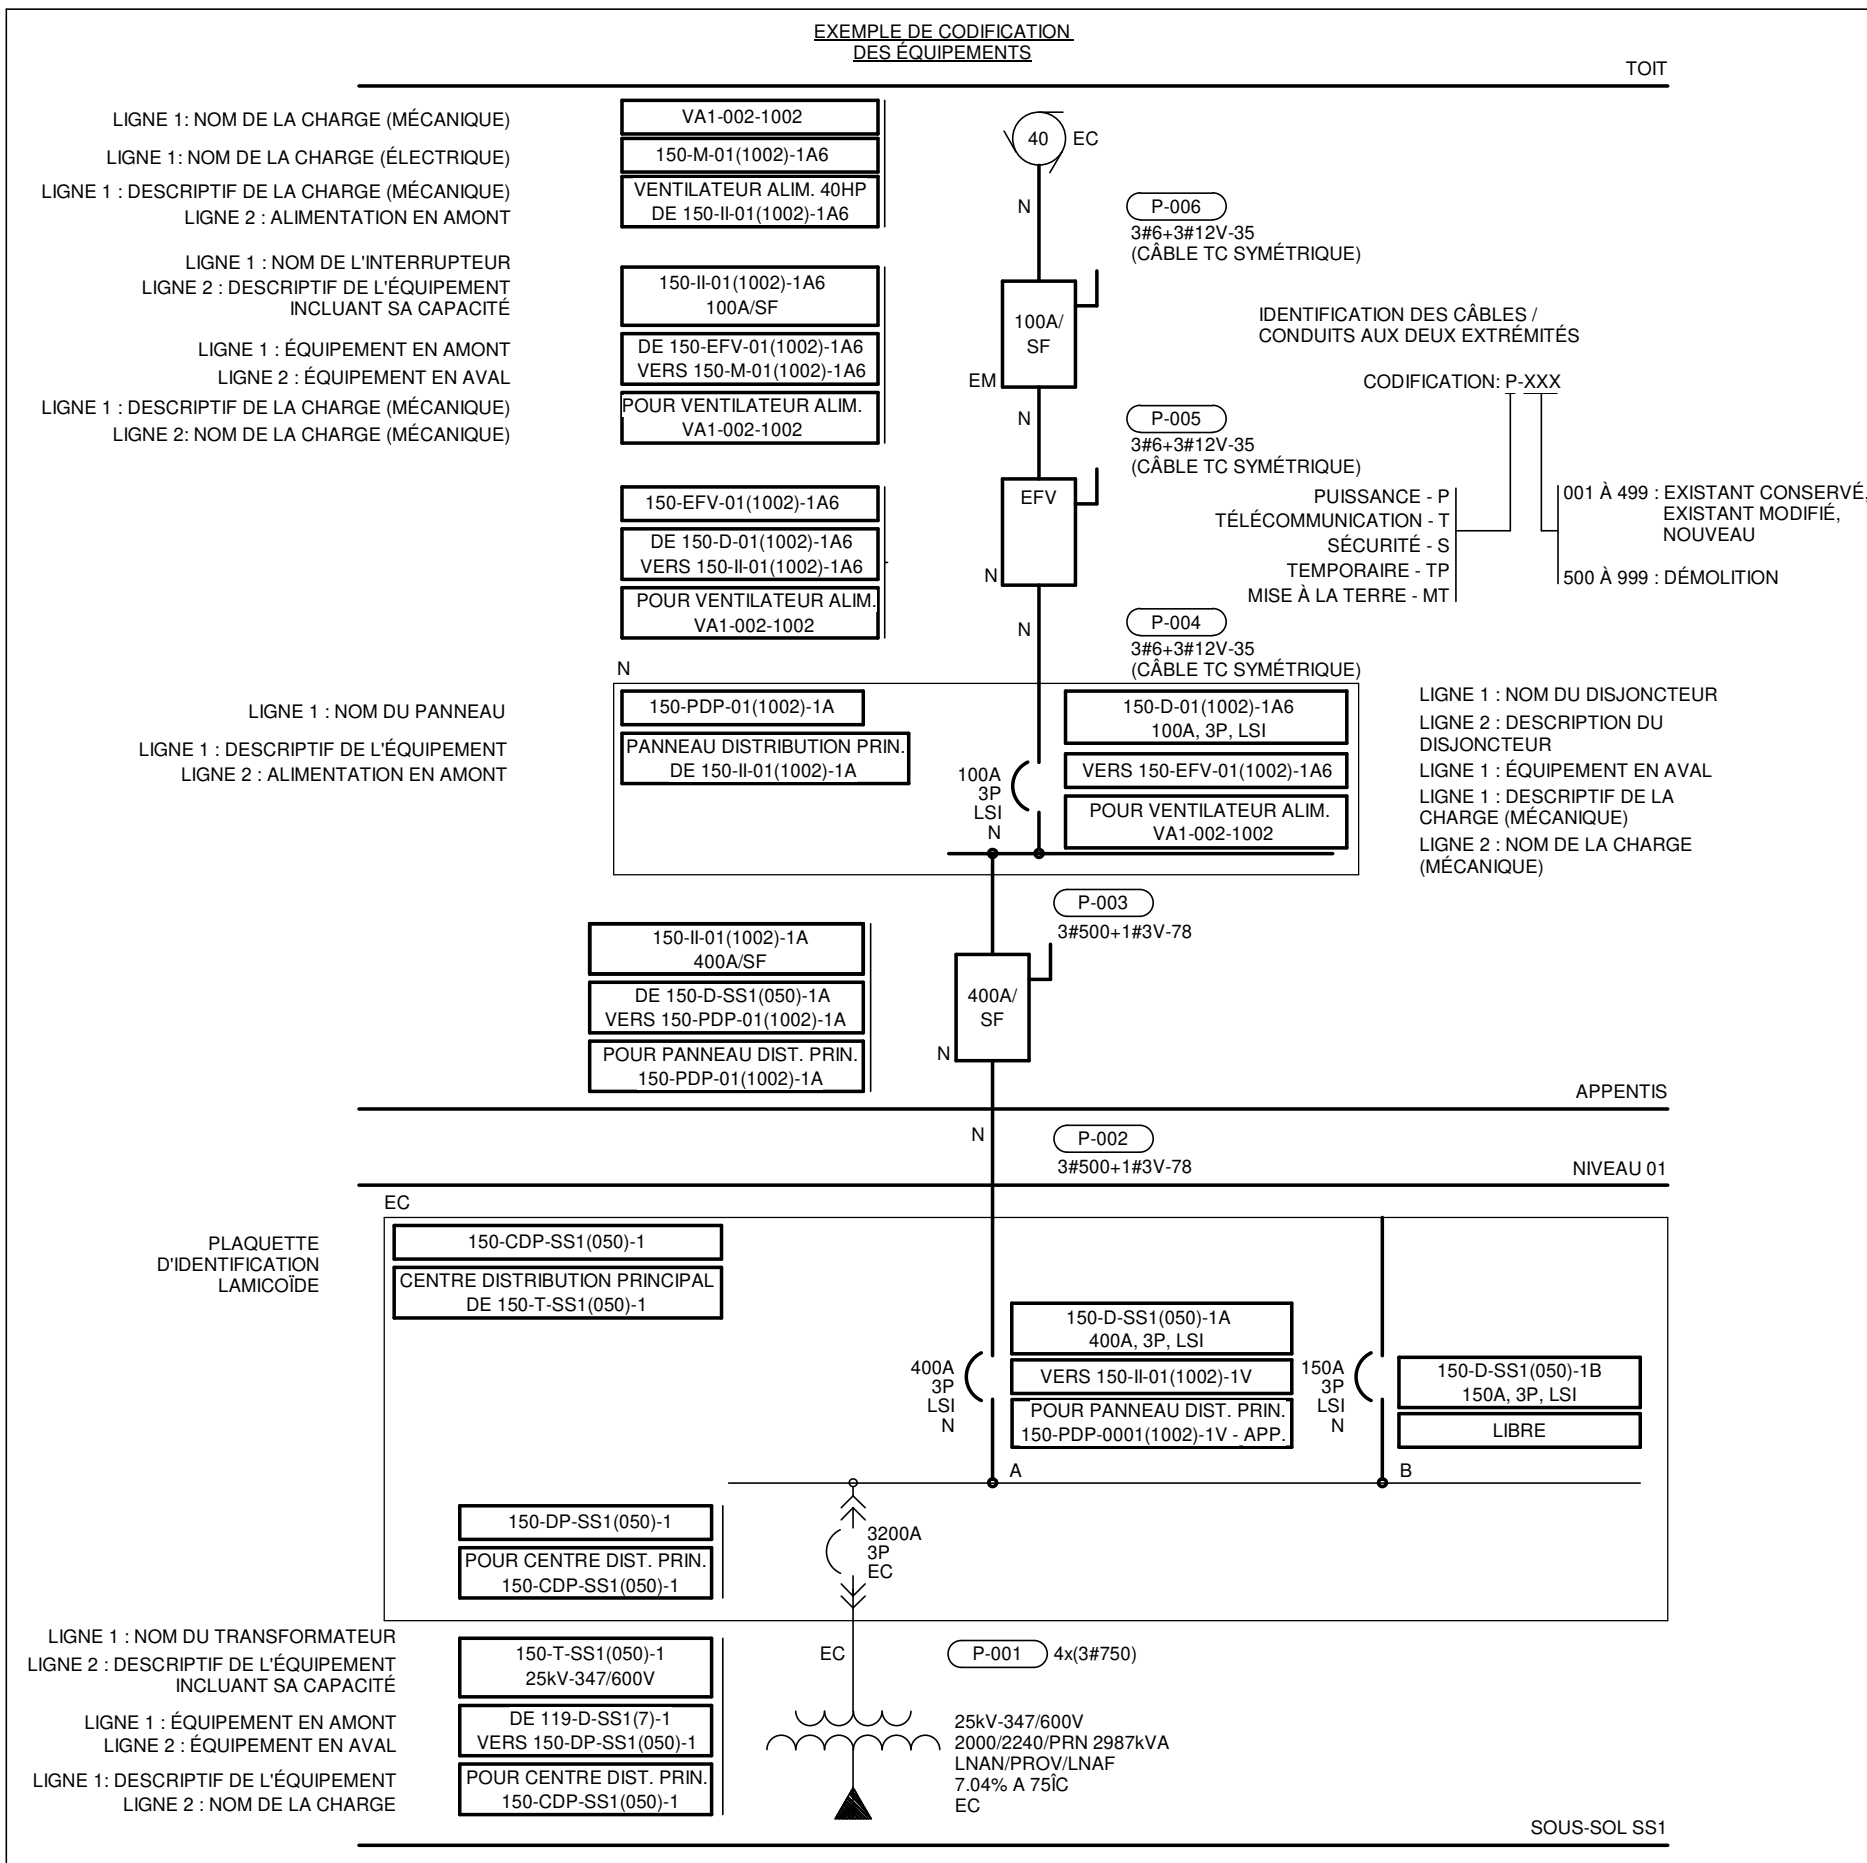 EXEMPLE DE CODIFICATION
DES ÉQUIPEMENTS
TOIT
LIGNE 1: NOM DE LA CHARGE (MÉCANIQUE)
VA1-002-1002
LIGNE 1: NOM DE LA CHARGE (ÉLECTRIQUE)
150-M-01(1002)-1A6
LIGNE 1 : DESCRIPTIF DE LA CHARGE (MÉCANIQUE)
LIGNE 2 : ALIMENTATION EN AMONT
VENTILATEUR ALIM. 40HP
DE 150-II-01(1002)-1A6
40
EC
N
P-006
3#6+3#12V-35
(CÂBLE TC SYMÉTRIQUE)
LIGNE 1 : NOM DE L'INTERRUPTEUR
LIGNE 2 : DESCRIPTIF DE L'ÉQUIPEMENT
INCLUANT SA CAPACITÉ
150-II-01(1002)-1A6
100A/SF
LIGNE 1 : ÉQUIPEMENT EN AMONT
LIGNE 2 : ÉQUIPEMENT EN AVAL
DE 150-EFV-01(1002)-1A6
VERS 150-M-01(1002)-1A6
LIGNE 1 : DESCRIPTIF DE LA CHARGE (MÉCANIQUE)
LIGNE 2: NOM DE LA CHARGE (MÉCANIQUE)
POUR VENTILATEUR ALIM.
VA1-002-1002
100A/
SF
EM
N
P-005
3#6+3#12V-35
(CÂBLE TC SYMÉTRIQUE)
IDENTIFICATION DES CÂBLES /
CONDUITS AUX DEUX EXTRÉMITÉS
CODIFICATION: P-XXX
PUISSANCE - P
TÉLÉCOMMUNICATION - T
SÉCURITÉ - S
TEMPORAIRE - TP
MISE À LA TERRE - MT
001 À 499 : EXISTANT CONSERVÉ,
EXISTANT MODIFIÉ,
NOUVEAU
500 À 999 : DÉMOLITION
150-EFV-01(1002)-1A6
DE 150-D-01(1002)-1A6
VERS 150-II-01(1002)-1A6
POUR VENTILATEUR ALIM.
VA1-002-1002
EFV
N
N
P-004
3#6+3#12V-35
(CÂBLE TC SYMÉTRIQUE)
N
LIGNE 1 : NOM DU PANNEAU
150-PDP-01(1002)-1A
LIGNE 1 : DESCRIPTIF DE L'ÉQUIPEMENT
LIGNE 2 : ALIMENTATION EN AMONT
PANNEAU DISTRIBUTION PRIN.
DE 150-II-01(1002)-1A
100A
3P
LSI
N
150-D-01(1002)-1A6
100A, 3P, LSI
VERS 150-EFV-01(1002)-1A6
POUR VENTILATEUR ALIM.
VA1-002-1002
LIGNE 1 : NOM DU DISJONCTEUR
LIGNE 2 : DESCRIPTION DU
DISJONCTEUR
LIGNE 1 : ÉQUIPEMENT EN AVAL
LIGNE 1 : DESCRIPTIF DE LA
CHARGE (MÉCANIQUE)
LIGNE 2 : NOM DE LA CHARGE
(MÉCANIQUE)
P-003
3#500+1#3V-78
150-II-01(1002)-1A
400A/SF
DE 150-D-SS1(050)-1A
VERS 150-PDP-01(1002)-1A
POUR PANNEAU DIST. PRIN.
150-PDP-01(1002)-1A
400A/
SF
N
APPENTIS
N
P-002
3#500+1#3V-78
NIVEAU 01
EC
PLAQUETTE
D'IDENTIFICATION
LAMICOÏDE
150-CDP-SS1(050)-1
CENTRE DISTRIBUTION PRINCIPAL
DE 150-T-SS1(050)-1
400A
3P
LSI
N
150-D-SS1(050)-1A
400A, 3P, LSI
VERS 150-II-01(1002)-1V
POUR PANNEAU DIST. PRIN.
150-PDP-0001(1002)-1V - APP.
150A
3P
LSI
N
150-D-SS1(050)-1B
150A, 3P, LSI
LIBRE
A
B
150-DP-SS1(050)-1
POUR CENTRE DIST. PRIN.
150-CDP-SS1(050)-1
3200A
3P
EC
LIGNE 1 : NOM DU TRANSFORMATEUR
LIGNE 2 : DESCRIPTIF DE L'ÉQUIPEMENT
INCLUANT SA CAPACITÉ
150-T-SS1(050)-1
25kV-347/600V
EC
P-001
4x(3#750)
LIGNE 1 : ÉQUIPEMENT EN AMONT
LIGNE 2 : ÉQUIPEMENT EN AVAL
DE 119-D-SS1(7)-1
VERS 150-DP-SS1(050)-1
LIGNE 1: DESCRIPTIF DE L'ÉQUIPEMENT
LIGNE 2 : NOM DE LA CHARGE
POUR CENTRE DIST. PRIN.
150-CDP-SS1(050)-1
25kV-347/600V
2000/2240/PRN 2987kVA
LNAN/PROV/LNAF
7.04% A 75ÎC
EC
SOUS-SOL SS1